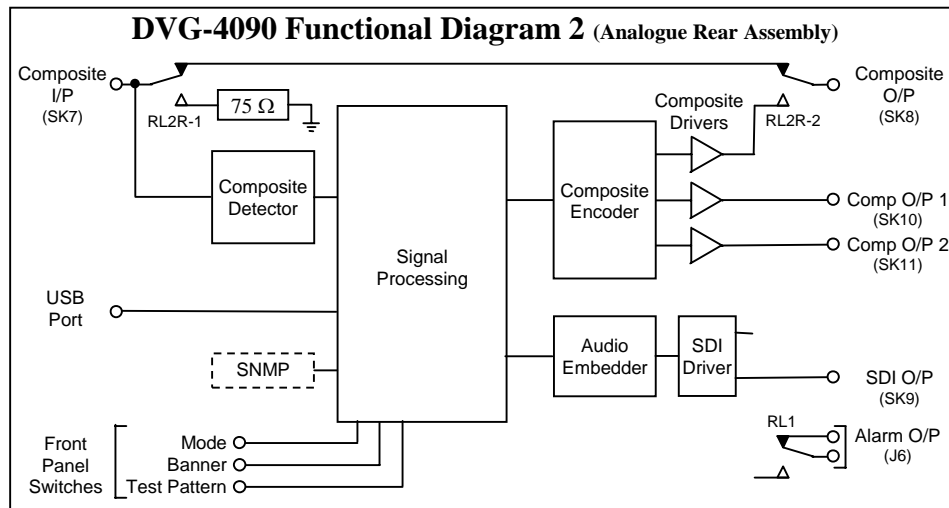 DVG-4090 Functional Diagram 2 (Analogue Rear Assembly)
Composite
I/P
(SK7)
RL2R-1
75 Ω
Composite
Detector
Signal
Processing
Composite
Drivers
RL2R-2
Composite
O/P
(SK8)
Composite
Encoder
Comp O/P 1
(SK10)
Comp O/P 2
(SK11)
USB
Port
SNMP
Audio
Embedder
SDI
Driver
SDI O/P
(SK9)
Front
Panel
Switches
Mode
Banner
Test Pattern
RL1
Alarm O/P
(J6)